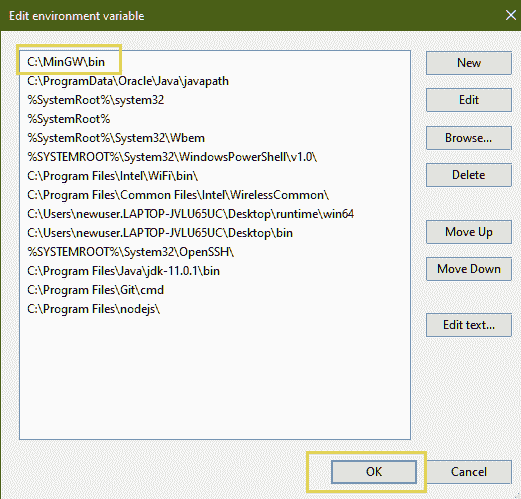 Edit environment variable
C:\MinGW\bin
C:\ProgramData\Oracle\Java\javapath
%SystemRoot%\system32
%SystemRoot%
%SystemRoot%\System32\Wbem
%SYSTEMROOT%\System32\WindowsPowerShell\v1.0\
C:\Program Files\Intel\WiFi\bin\
C:\Program Files\Common Files\Intel\WirelessCommon\
C:\Users\newuser.LAPTOP-JVLU65UC\Desktop\runtime\win64
C:\Users\newuser.LAPTOP-JVLU65UC\Desktop\bin
%SYSTEMROOT%\System32\OpenSSH\
C:\Program Files\Java\jdk-11.0.1\bin
C:\Program Files\Git\cmd
C:\Program Files\nodejs\
New
Edit
Browse...
Delete
Move Up
Move Down
Edit text...
OK
Cancel